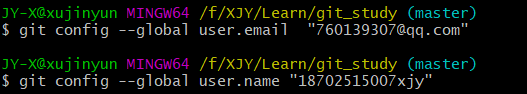 JY-X@xujinyun MINGW64 /f/XJY/Learn/git_study (master)
$ git config --global user.email  "760139307@qq.com"
JY-X@xujinyun MINGW64 /f/XJY/Learn/git_study (master)
$ git config --global user.name "18702515007xjy"